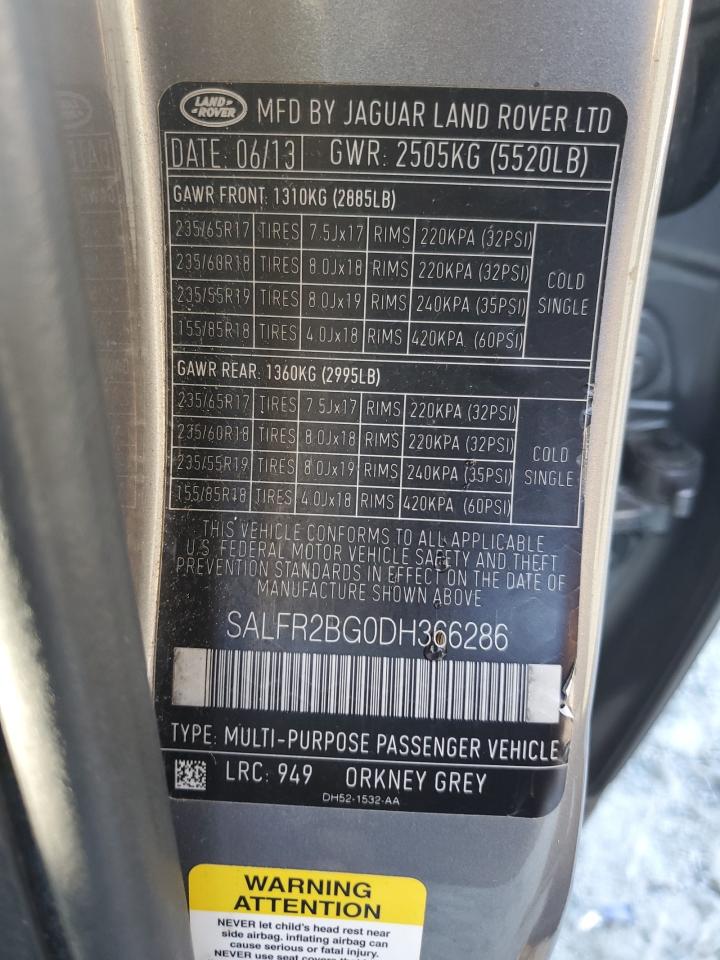 LAND ROVER MFD BY JAGUAR LAND ROVER LTD
DATE: 06/13 GWR: 2505KG (5520LB)
GAWR FRONT: 1310KG (2885LB)
235/65R17 TIRES 7.5Jx17 RIMS 220KPA (32PSI)
235/60R18 TIRES 8.0Jx18 RIMS 220KPA (32PSI)
235/55R19 TIRES 8.0Jx19 RIMS 240KPA (35PSI)
155/85R18 TIRES 4.0Jx18 RIMS 420KPA (60PSI)
COLD
SINGLE
GAWR REAR: 1360KG (2995LB)
235/65R17 TIRES 7.5Jx17 RIMS 220KPA (32PSI)
235/60R18 TIRES 8.0Jx18 RIMS 220KPA (32PSI)
235/55R19 TIRES 8.0Jx19 RIMS 240KPA (35PSI)
155/85R18 TIRES 4.0Jx18 RIMS 420KPA (60PSI)
COLD
SINGLE
THIS VEHICLE CONFORMS TO ALL APPLICABLE
U.S. FEDERAL MOTOR VEHICLE SAFETY AND THEFT
PREVENTION STANDARDS IN EFFECT ON THE DATE OF
MANUFACTURE SHOWN ABOVE
SALFR2BG0DH366286
TYPE: MULTI-PURPOSE PASSENGER VEHICLE
LRC: 949 ORKNEY GREY
DH52-1532-AA
WARNING
ATTENTION
NEVER let child's head rest near
side airbag. inflating airbag can
cause serious or fatal injury.
NEVER use seat covers